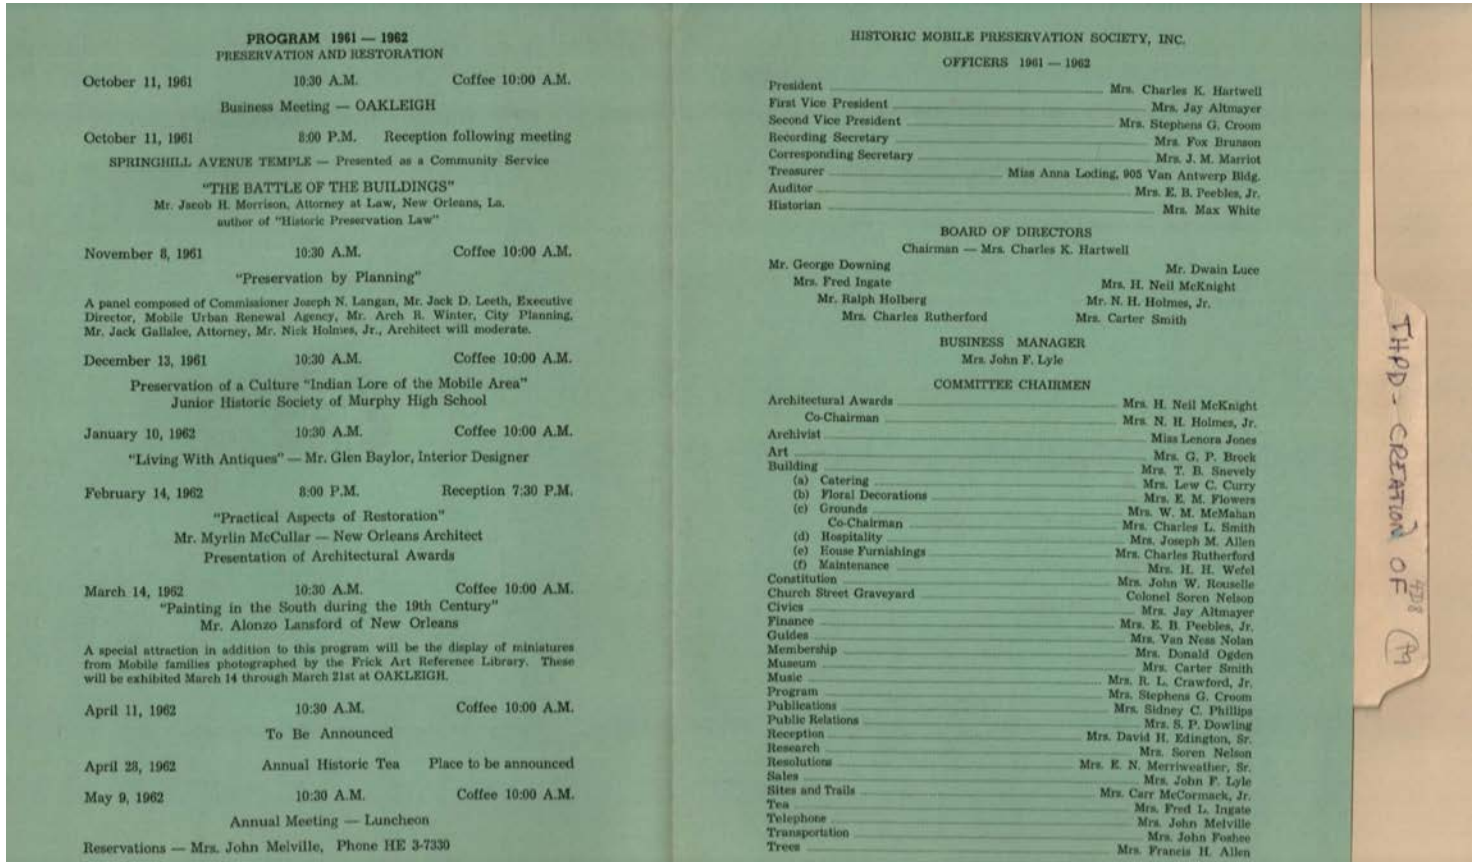 PROGRAM 1961 — 1962
PRESERVATION AND RESTORATION
October 11, 1961 10:30 A.M. Coffee 10:00 A.M.
Business Meeting — OAKLEIGH
October 11, 1961 8:00 P.M. Reception following meeting
SPRINGHILL AVENUE TEMPLE — Presented as a Community Service
"THE BATTLE OF THE BUILDINGS"
Mr. Jacob H. Morrison, Attorney at Law, New Orleans, La.
author of "Historic Preservation Law"
November 8, 1961 10:30 A.M. Coffee 10:00 A.M.
"Preservation by Planning"
A panel composed of Commissioner Joseph N. Langan, Mr. Jack D. Leeth, Executive
Director, Mobile Urban Renewal Agency, Mr. Arch R. Winter, City Planning,
Mr. Jack Gallalee, Attorney, Mr. Nick Holmes, Jr., Architect will moderate.
December 13, 1961 10:30 A.M. Coffee 10:00 A.M.
Preservation of a Culture "Indian Lore of the Mobile Area"
Junior Historic Society of Murphy High School
January 10, 1962 10:30 A.M. Coffee 10:00 A.M.
"Living With Antiques" — Mr. Glen Baylor, Interior Designer
February 14, 1962 8:00 P.M. Reception 7:30 P.M.
"Practical Aspects of Restoration"
Mr. Myrlin McCullar — New Orleans Architect
Presentation of Architectural Awards
March 14, 1962 10:30 A.M. Coffee 10:00 A.M.
"Painting in the South during the 19th Century"
Mr. Alonzo Lansford of New Orleans
A special attraction in addition to this program will be the display of miniatures
from Mobile families photographed by the Frick Art Reference Library. These
will be exhibited March 14 through March 21st at OAKLEIGH.
April 11, 1962 10:30 A.M. Coffee 10:00 A.M.
To Be Announced
April 28, 1962 Annual Historic Tea Place to be announced
May 9, 1962 10:30 A.M. Coffee 10:00 A.M.
Annual Meeting — Luncheon
Reservations — Mrs. John Melville, Phone HE 3-7330
HISTORIC MOBILE PRESERVATION SOCIETY, INC.
OFFICERS 1961 — 1962
President Mrs. Charles K. Hartwell
First Vice President Mrs. Jay Altmayer
Second Vice President Mrs. Stephens G. Croom
Recording Secretary Mrs. Fox Brunson
Corresponding Secretary Mrs. J. M. Marriot
Treasurer Miss Anna Loding, 905 Van Antwerp Bldg.
Auditor Mrs. E. B. Peebles, Jr.
Historian Mrs. Max White
BOARD OF DIRECTORS
Chairman — Mrs. Charles K. Hartwell
Mr. George Downing Mr. Dwain Luce
Mrs. Fred Ingate Mrs. H. Neil McKnight
Mr. Ralph Holberg Mr. N. H. Holmes, Jr.
Mrs. Charles Rutherford Mrs. Carter Smith
BUSINESS MANAGER
Mrs. John F. Lyle
COMMITTEE CHAIRMEN
Architectural Awards Mrs. H. Neil McKnight
Co-Chairman Mrs. N. H. Holmes, Jr.
Archivist Miss Lenora Jones
Art Mrs. G. P. Brock
Building Mrs. T. B. Snevely
(a) Catering Mrs. Lew C. Curry
(b) Floral Decorations Mrs. E. M. Flowers
(c) Grounds Mrs. W. M. McMahan
Co-Chairman Mrs. Charles L. Smith
(d) Hospitality Mrs. Joseph M. Allen
(e) House Furnishings Mrs. Charles Rutherford
(f) Maintenance Mrs. H. H. Wefel
Constitution Mrs. John W. Rouselle
Church Street Graveyard Colonel Soren Nelson
Civics Mrs. Jay Altmayer
Finance Mrs. E. B. Peebles, Jr.
Guides Mrs. Van Ness Nolan
Membership Mrs. Donald Ogden
Museum Mrs. Carter Smith
Music Mrs. R. L. Crawford, Jr.
Program Mrs. Stephens G. Croom
Publications Mrs. Sidney C. Phillips
Public Relations Mrs. S. P. Dowling
Reception Mrs. David H. Edington, Sr.
Research Mrs. Soren Nelson
Resolutions Mrs. E. N. Merriweather, Sr.
Sales Mrs. John F. Lyle
Sites and Trails Mrs. Carr McCormack, Jr.
Tea Mrs. Fred L. Ingate
Telephone Mrs. John Melville
Transportation Mrs. John Foshee
Trees Mrs. Francis H. Allen
THPD - CREATION OF